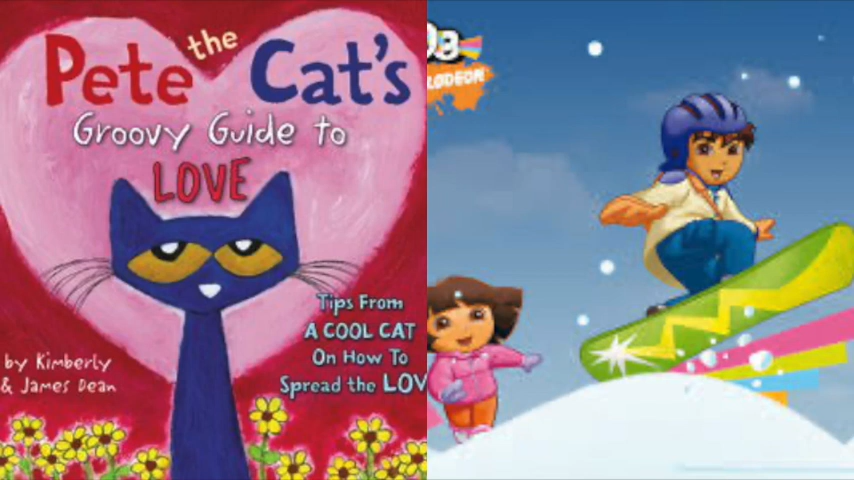 Pete the Cat's
Groovy Guide to
LOVE
Tips From
A COOL CAT
On How To
Spread the LOV
by Kimberly
& James Dean